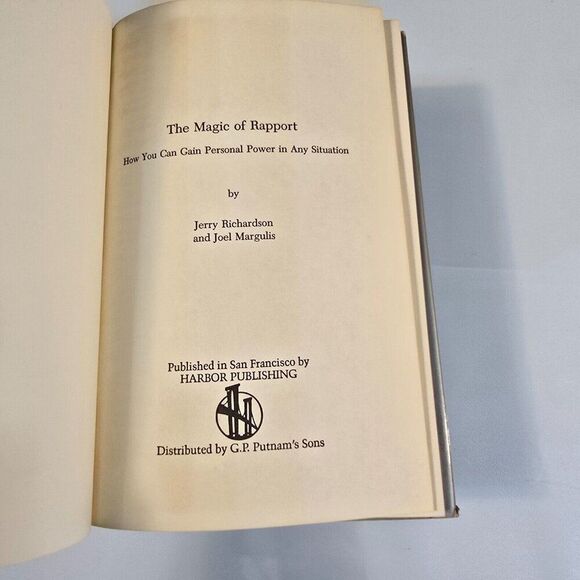 The Magic of Rapport
How You Can Gain Personal Power in Any Situation
by
Jerry Richardson
and Joel Margulis
Published in San Francisco by
HARBOR PUBLISHING
Distributed by G.P. Putnam's Sons